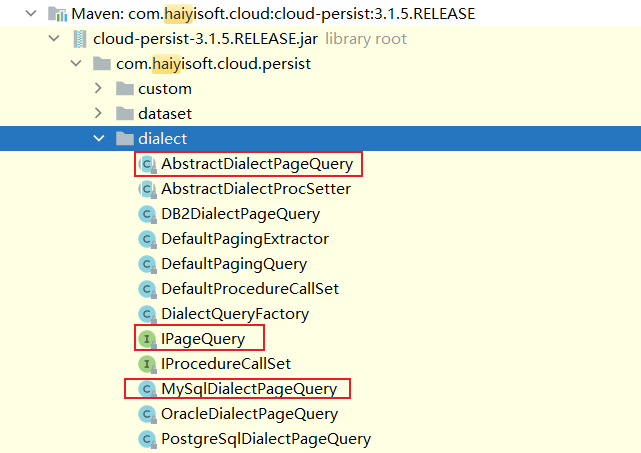 Maven: com.haiyisoft.cloud:cloud-persist:3.1.5.RELEASE
cloud-persist-3.1.5.RELEASE.jar library root
com.haiyisoft.cloud.persist
custom
dataset
dialect
C AbstractDialectPageQuery
C AbstractDialectProcSetter
C DB2DialectPageQuery
C DefaultPagingExtractor
C DefaultPagingQuery
C DefaultProcedureCallSet
C DialectQueryFactory
I IPageQuery
I IProcedureCallSet
C MySqlDialectPageQuery
C OracleDialectPageQuery
C PostgreSqlDialectPageQuery